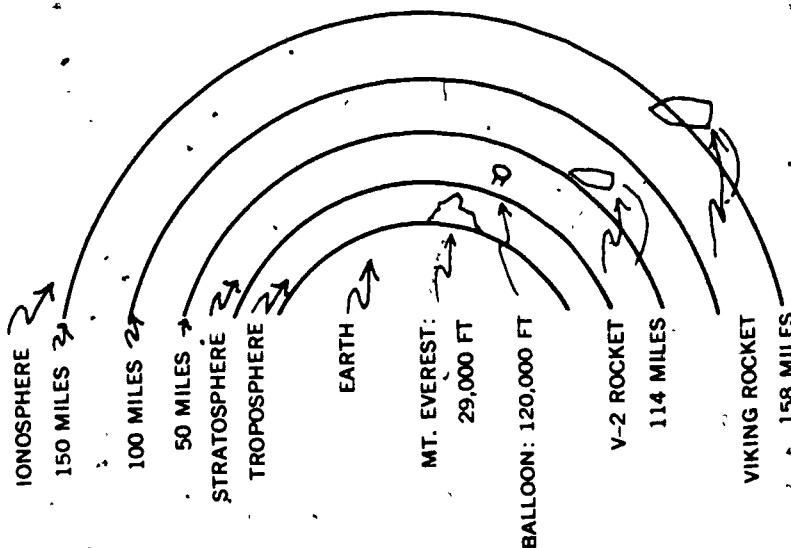 IONOSPHERE
150 MILES
100 MILES
50 MILES
STRATOSPHERE
TROPOSPHERE
EARTH
MT. EVEREST:
29,000 FT
BALLOON: 120,000 FT
V-2 ROCKET
114 MILES
VIKING ROCKET
158 MILES